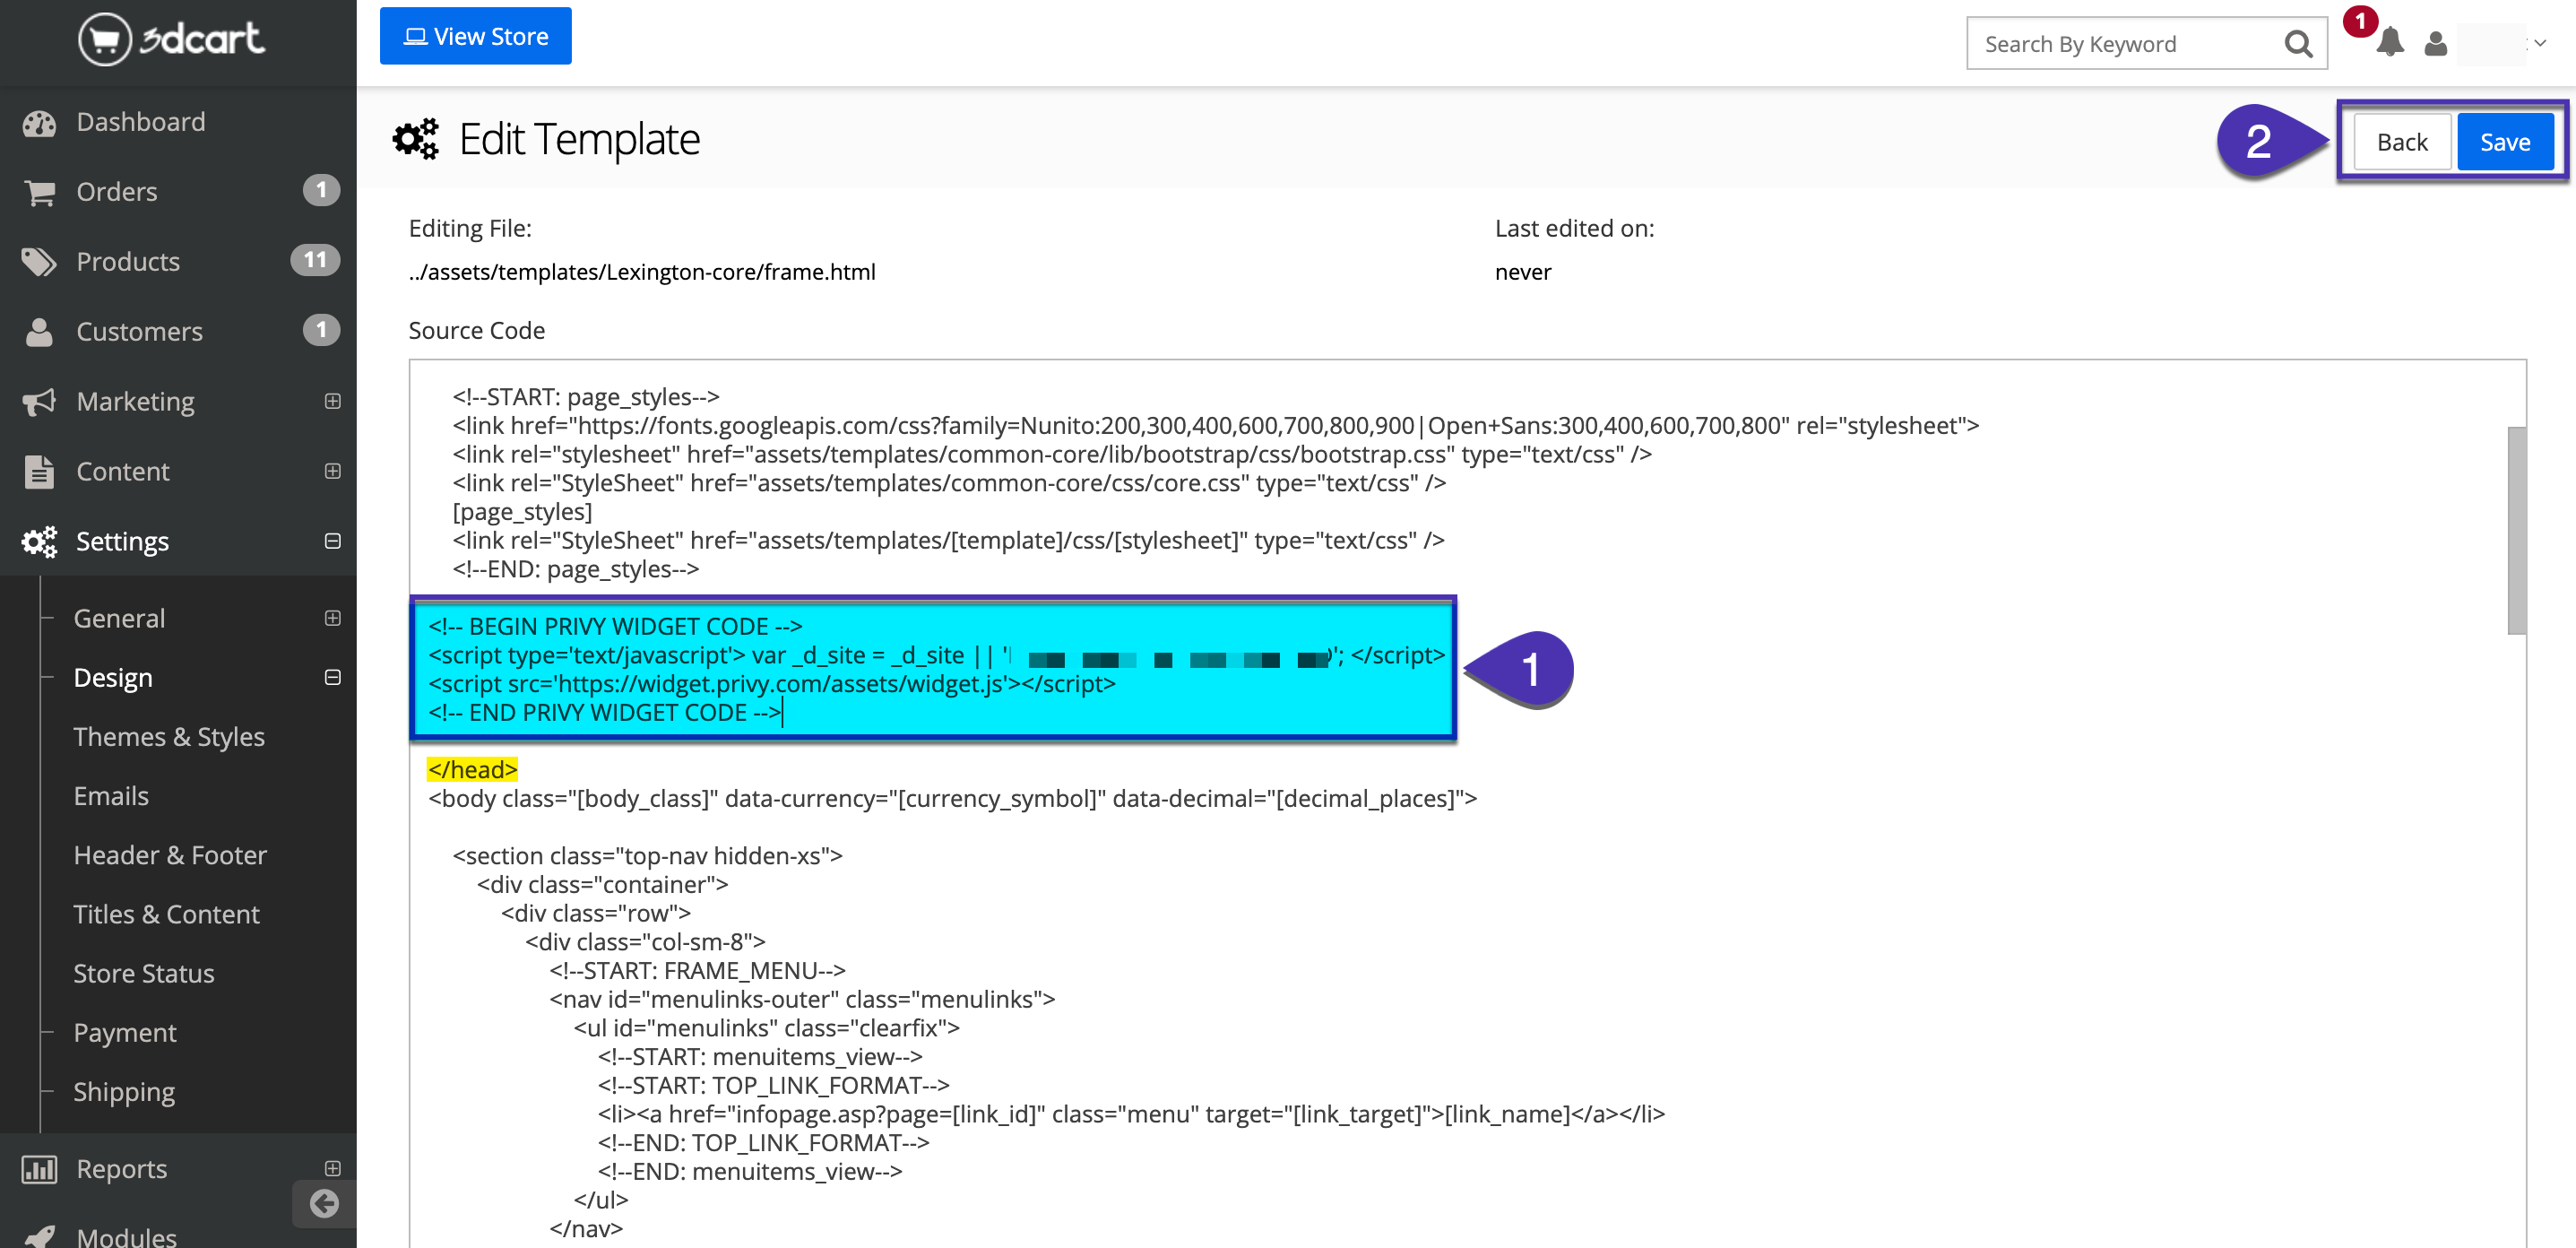 3dcart
View Store
Search By Keyword
1
Dashboard
Orders 1
Products 11
Customers 1
Marketing
Content
Settings
General
Design
Themes & Styles
Emails
Header & Footer
Titles & Content
Store Status
Payment
Shipping
Reports
Modules
Edit Template
2
Back
Save
Editing File:
../assets/templates/Lexington-core/frame.html
Last edited on:
never
Source Code
<!--START: page_styles-->
<link href="https://fonts.googleapis.com/css?family=Nunito:200,300,400,600,700,800,900|Open+Sans:300,400,600,700,800" rel="stylesheet">
<link rel="stylesheet" href="assets/templates/common-core/lib/bootstrap/css/bootstrap.css" type="text/css" />
<link rel="StyleSheet" href="assets/templates/common-core/css/core.css" type="text/css" />
[page_styles]
<link rel="StyleSheet" href="assets/templates/[template]/css/[stylesheet]" type="text/css" />
<!--END: page_styles-->
<!-- BEGIN PRIVY WIDGET CODE -->
<script type='text/javascript'> var _d_site = _d_site || ' '; </script>
<script src='https://widget.privy.com/assets/widget.js'></script>
<!-- END PRIVY WIDGET CODE -->
1
</head>
<body class="[body_class]" data-currency="[currency_symbol]" data-decimal="[decimal_places]">
<section class="top-nav hidden-xs">
<div class="container">
<div class="row">
<div class="col-sm-8">
<!--START: FRAME_MENU-->
<nav id="menulinks-outer" class="menulinks">
<ul id="menulinks" class="clearfix">
<!--START: menuitems_view-->
<!--START: TOP_LINK_FORMAT-->
<li><a href="infopage.asp?page=[link_id]" class="menu" target="[link_target]">[link_name]</a></li>
<!--END: TOP_LINK_FORMAT-->
<!--END: menuitems_view-->
</ul>
</nav>